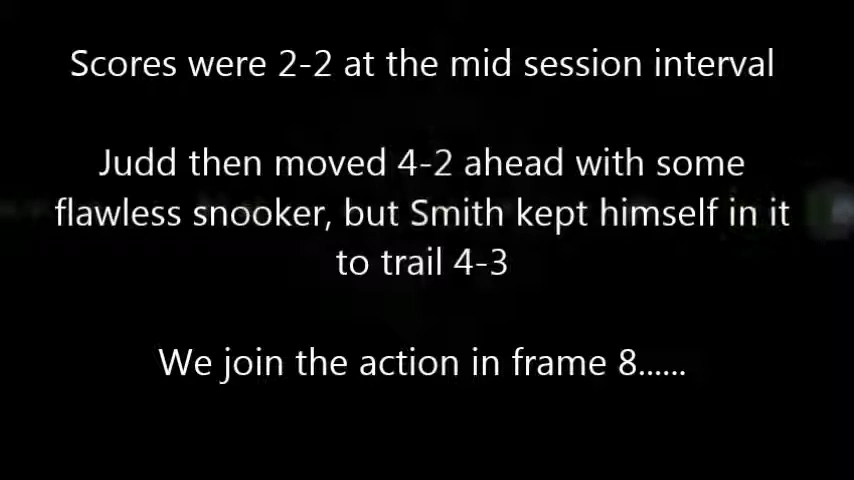 Scores were 2-2 at the mid session interval
Judd then moved 4-2 ahead with some
flawless snooker, but Smith kept himself in it
to trail 4-3
We join the action in frame 8......